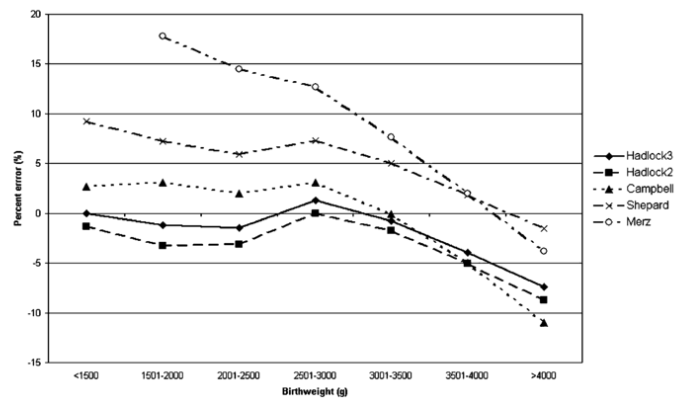 20
15
10
5
0
-5
-10
-15
Percent error (%)
<1500
1501-2000
2001-2500
2501-3000
3001-3500
3501-4000
>4000
Birthweight (g)
Hadlock3
Hadlock2
Campbell
Shepard
Merz